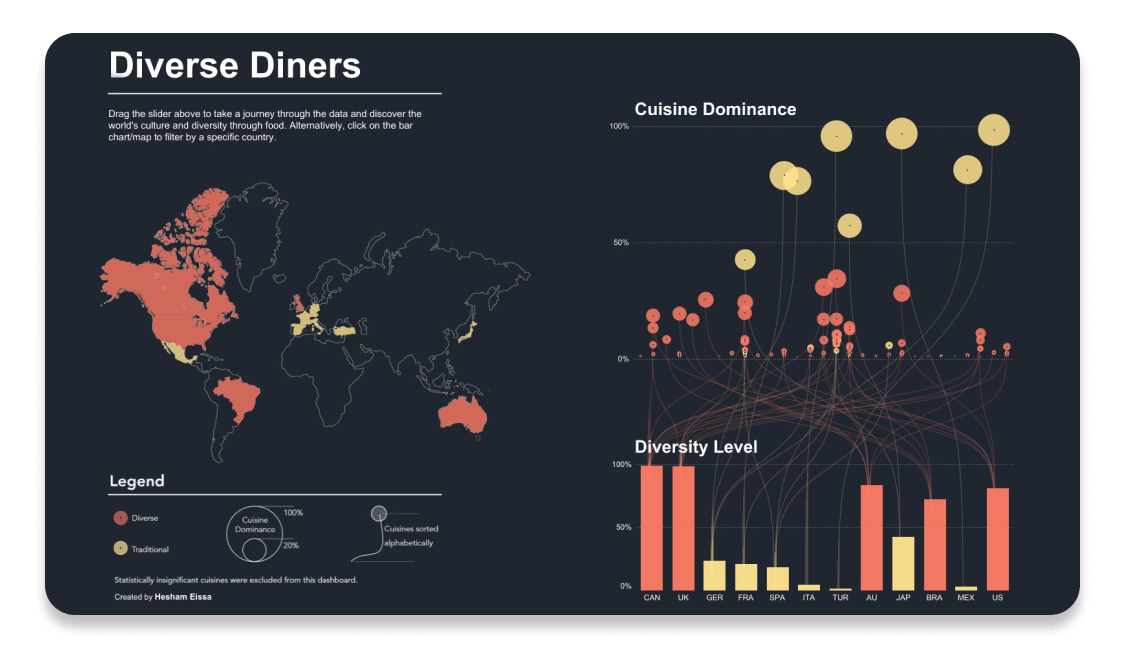 Diverse Diners
Drag the slider above to take a journey through the data and discover the
world's culture and diversity through food. Alternatively, click on the bar
chart/map to filter by a specific country.
Legend
Diverse
Traditional
Cuisine
Dominance
100%
20%
Cuisines sorted
alphabetically
Statistically insignificant cuisines were excluded from this dashboard.
Created by Hesham Eissa
Cuisine Dominance
100%
50%
0%
Diversity Level
100%
50%
0%
CAN UK GER FRA SPA ITA TUR AU JAP BRA MEX US